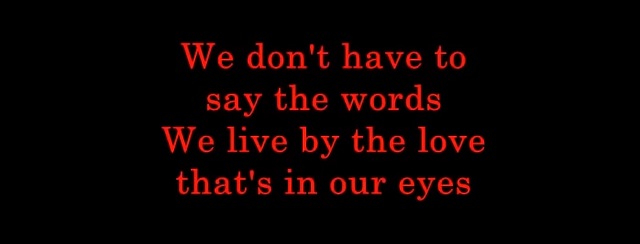 We don't have to
say the words
We live by the love
that's in our eyes